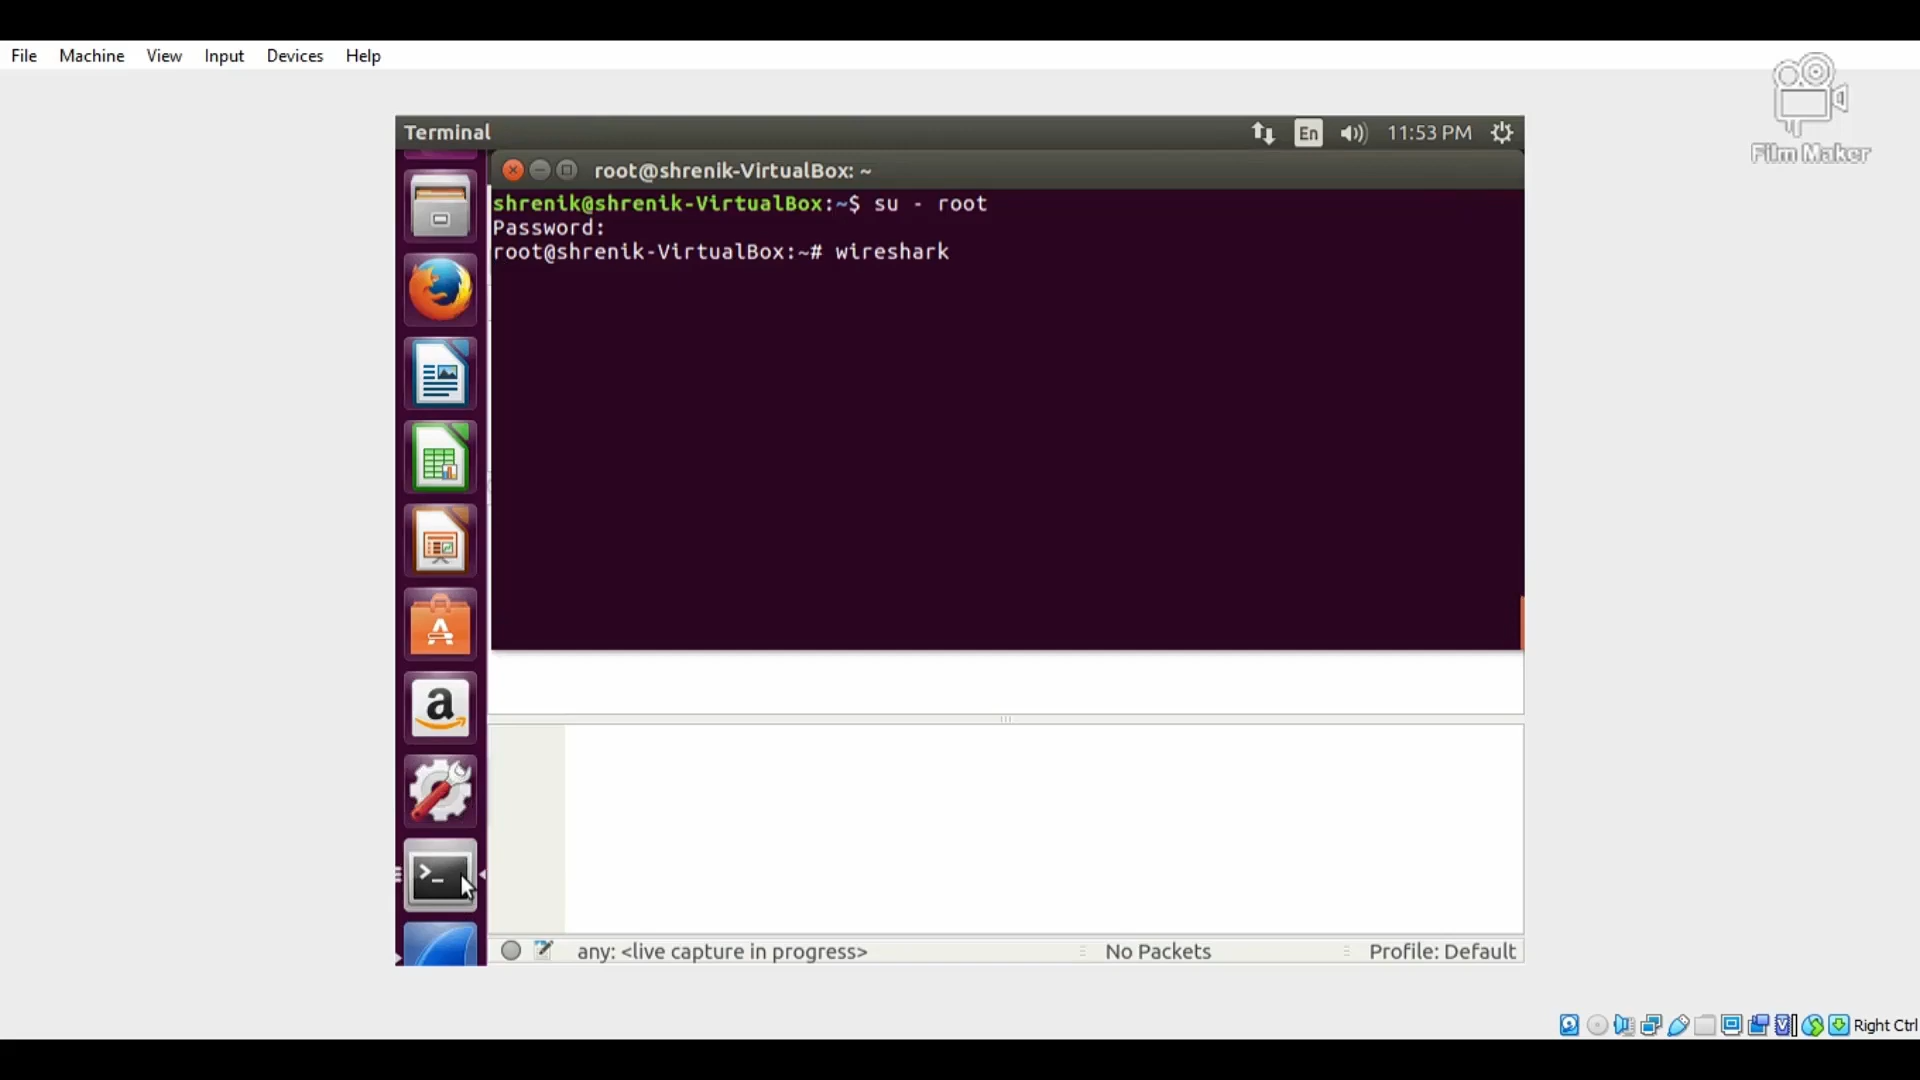 File Machine View Input Devices Help
Film Maker
Terminal En 11:53 PM
root@shrenik-VirtualBox: ~
shrenik@shrenik-VirtualBox:~$ su - root
Password:
root@shrenik-VirtualBox:~# wireshark
any: <live capture in progress> No Packets Profile: Default
Right Ctrl